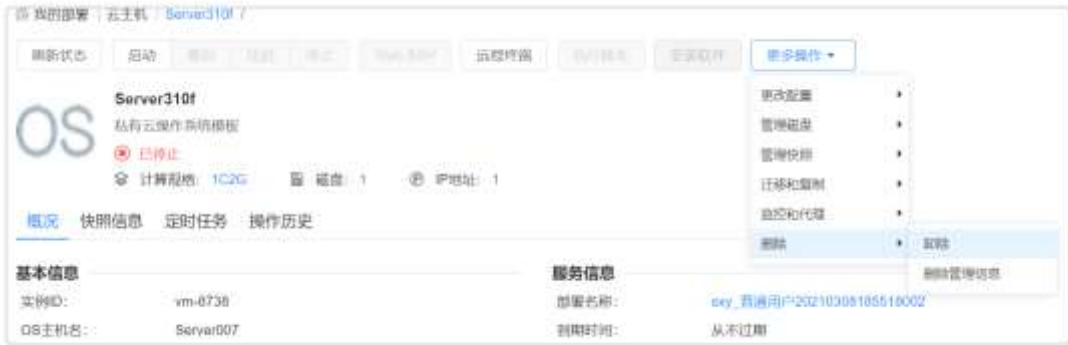 我的部署 / 云主机 / Server310f /
刷新状态 启动 远程终端 更多操作
Server310f
私有云操作系统模板
已停止
计算规格: 1C2G 磁盘: 1 IP地址: 1
更改配置
管理磁盘
管理快照
迁移和复制
监控和代理
删除 卸除
删除管理信息
概况 快照信息 定时任务 操作历史
基本信息 服务信息
实例ID: vm-8738 部署名称:
OS主机名: Server007 到期时间: 从不过期